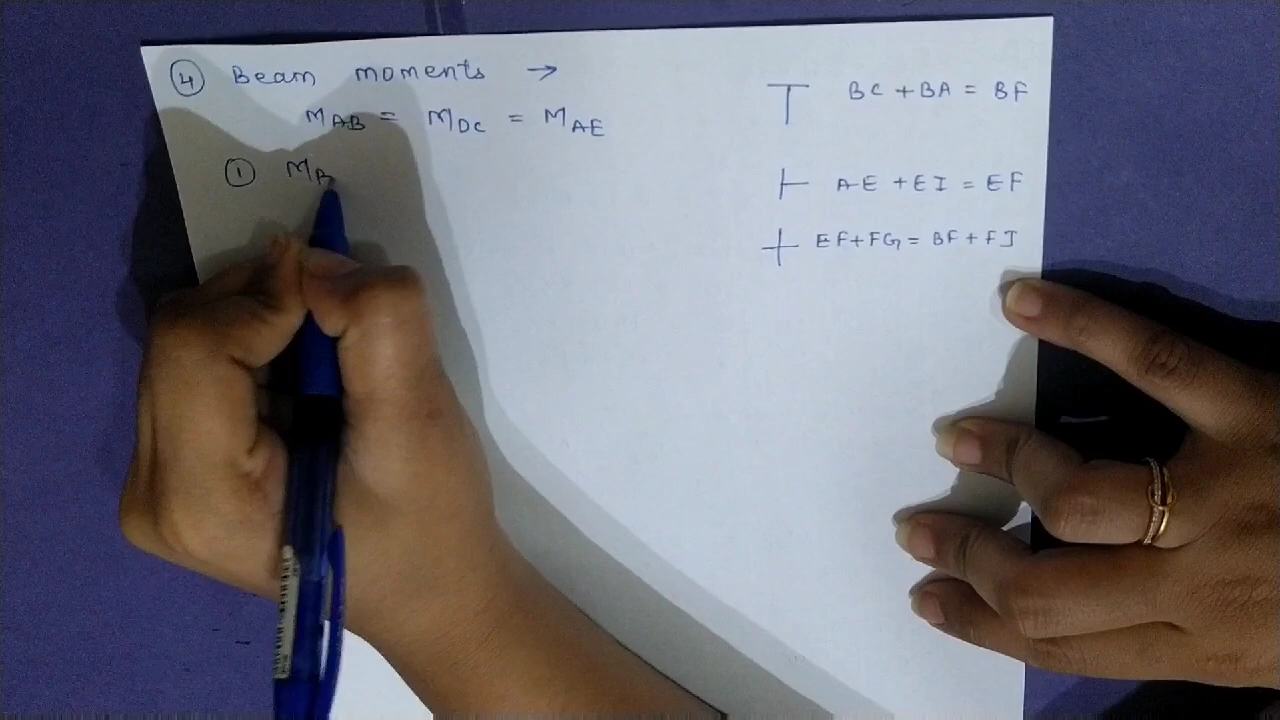 ④ Beam moments →
M_AB = M_DC = M_AE
① M_B
T BC + BA = BF
⊢ AE + EI = EF
+ EF + FG = BF + FJ